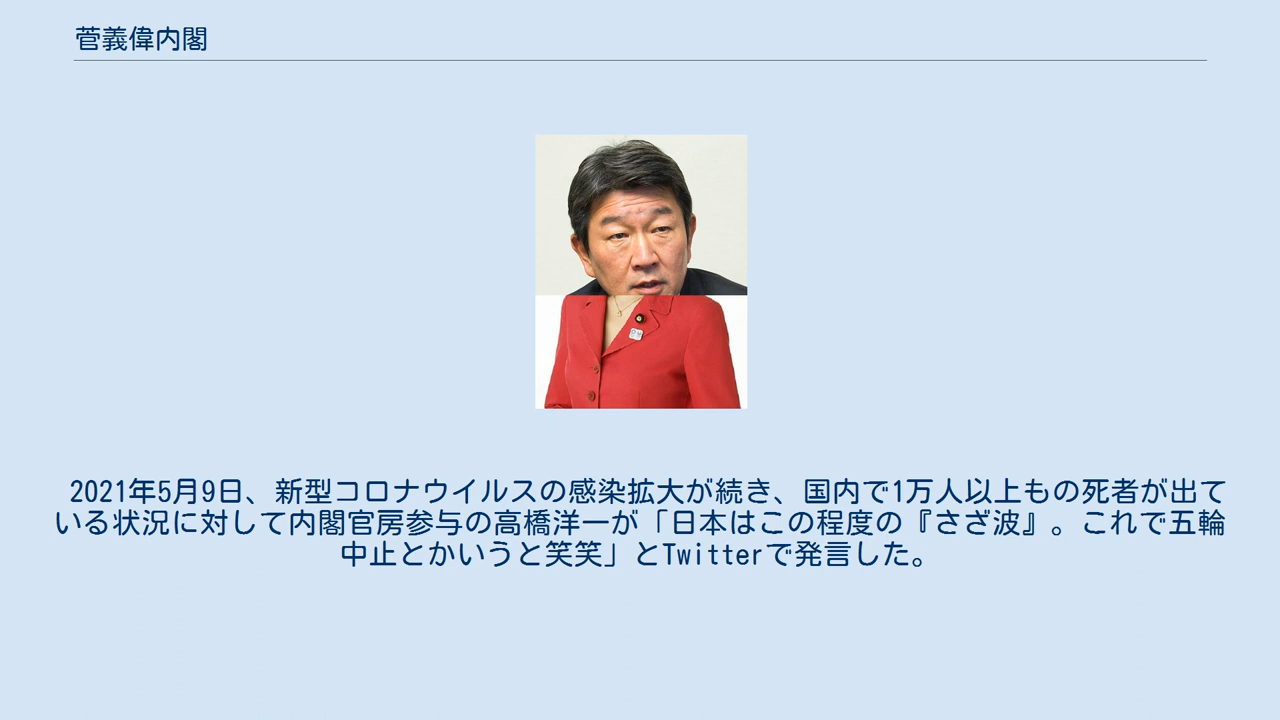 菅義偉内閣
2021年5月9日、新型コロナウイルスの感染拡大が続き、国内で1万人以上もの死者が出て
いる状況に対して内閣官房参与の高橋洋一が「日本はこの程度の『さざ波』。これで五輪
中止とかいうと笑笑」とTwitterで発言した。